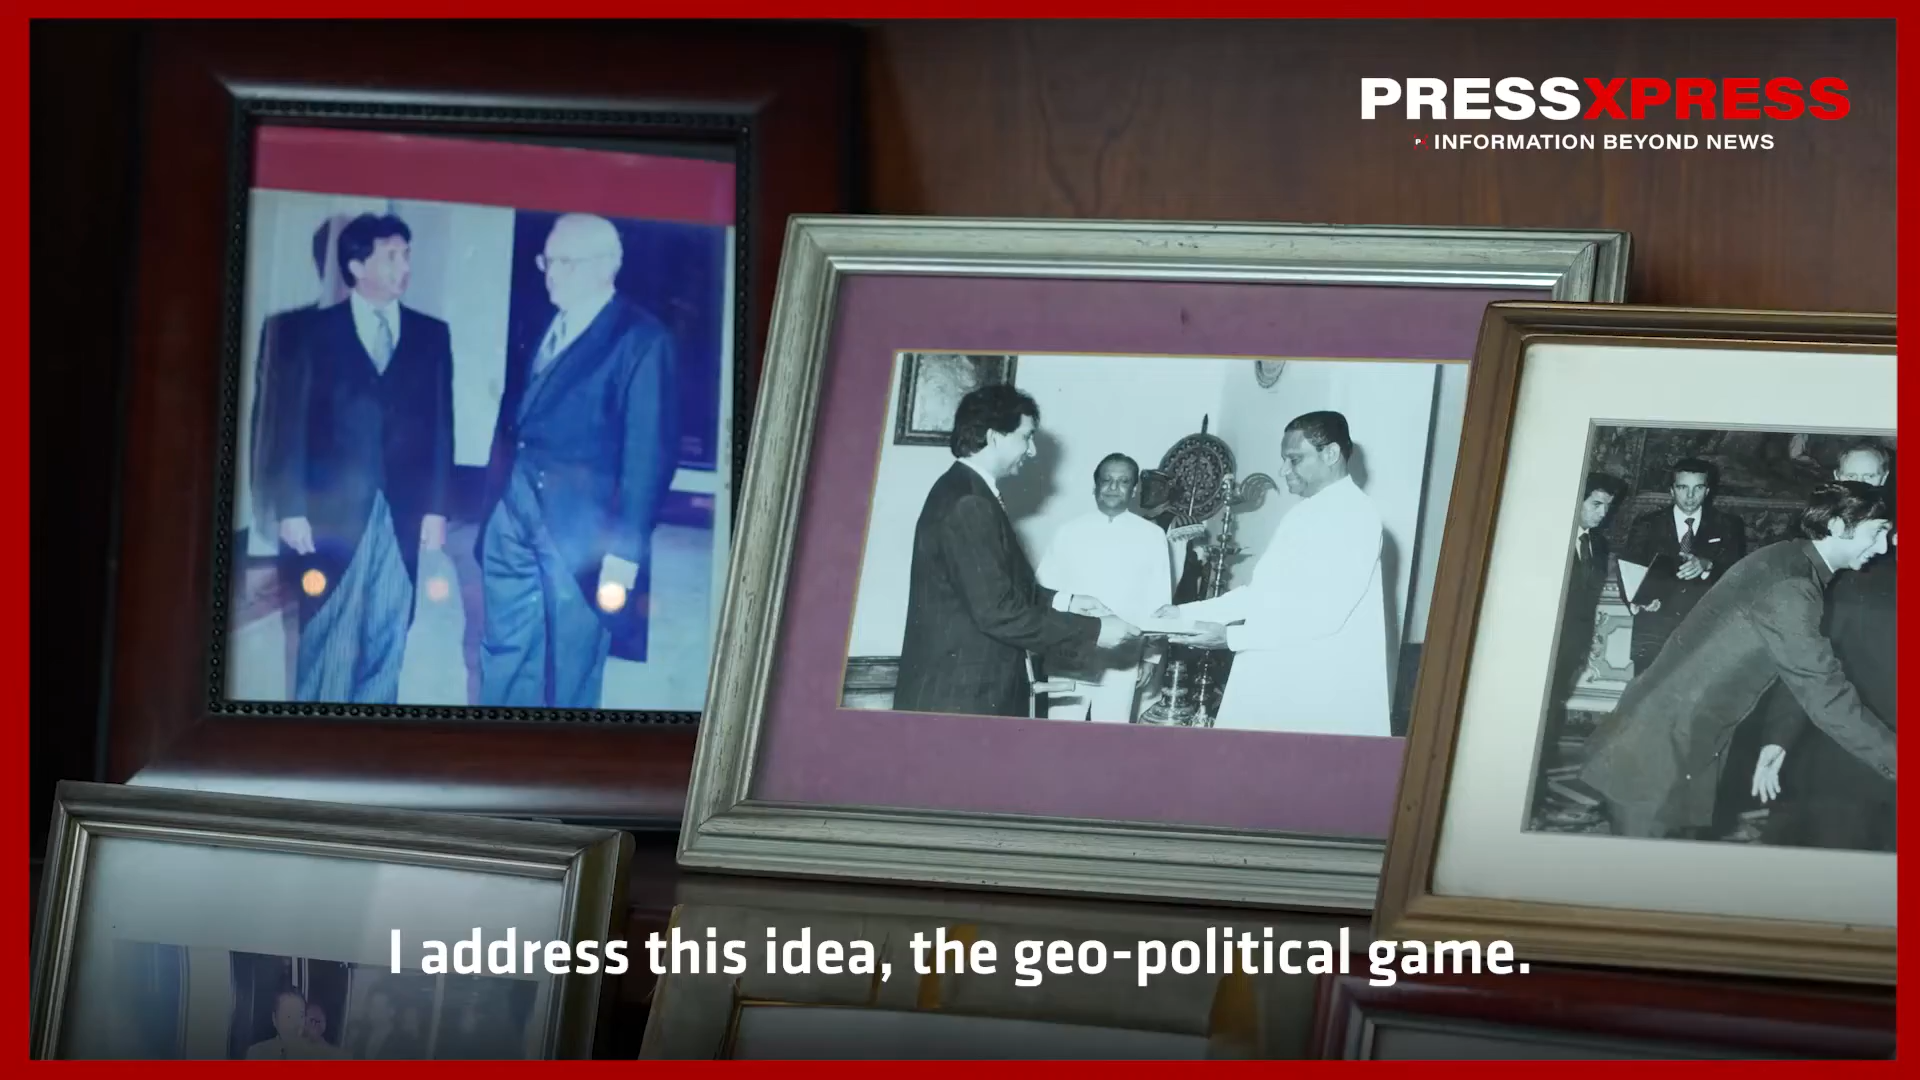 PRESSXPRESS
INFORMATION BEYOND NEWS
I address this idea, the geo-political game.